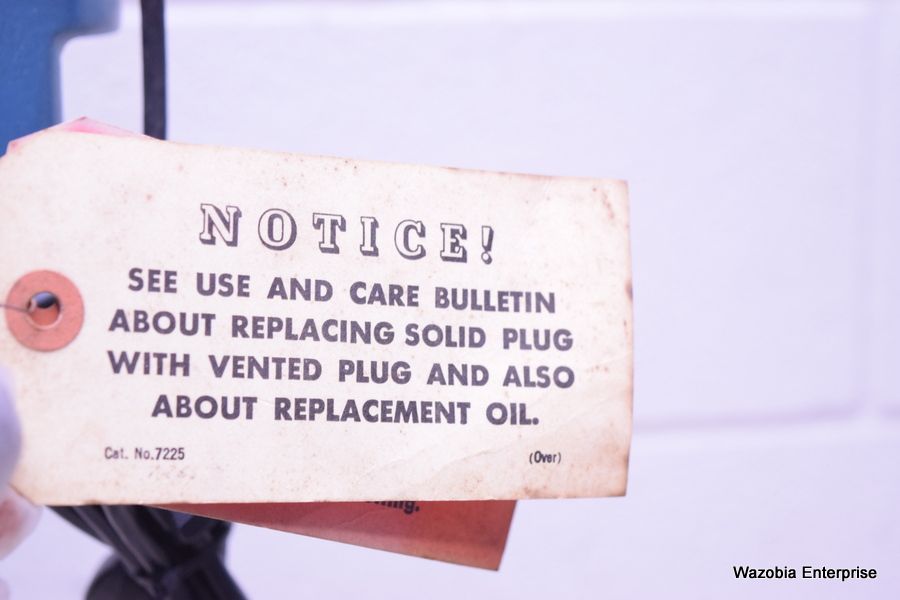 NOTICE!
SEE USE AND CARE BULLETIN
ABOUT REPLACING SOLID PLUG
WITH VENTED PLUG AND ALSO
ABOUT REPLACEMENT OIL.
Cat. No.7225 (Over)
Wazobia Enterprise